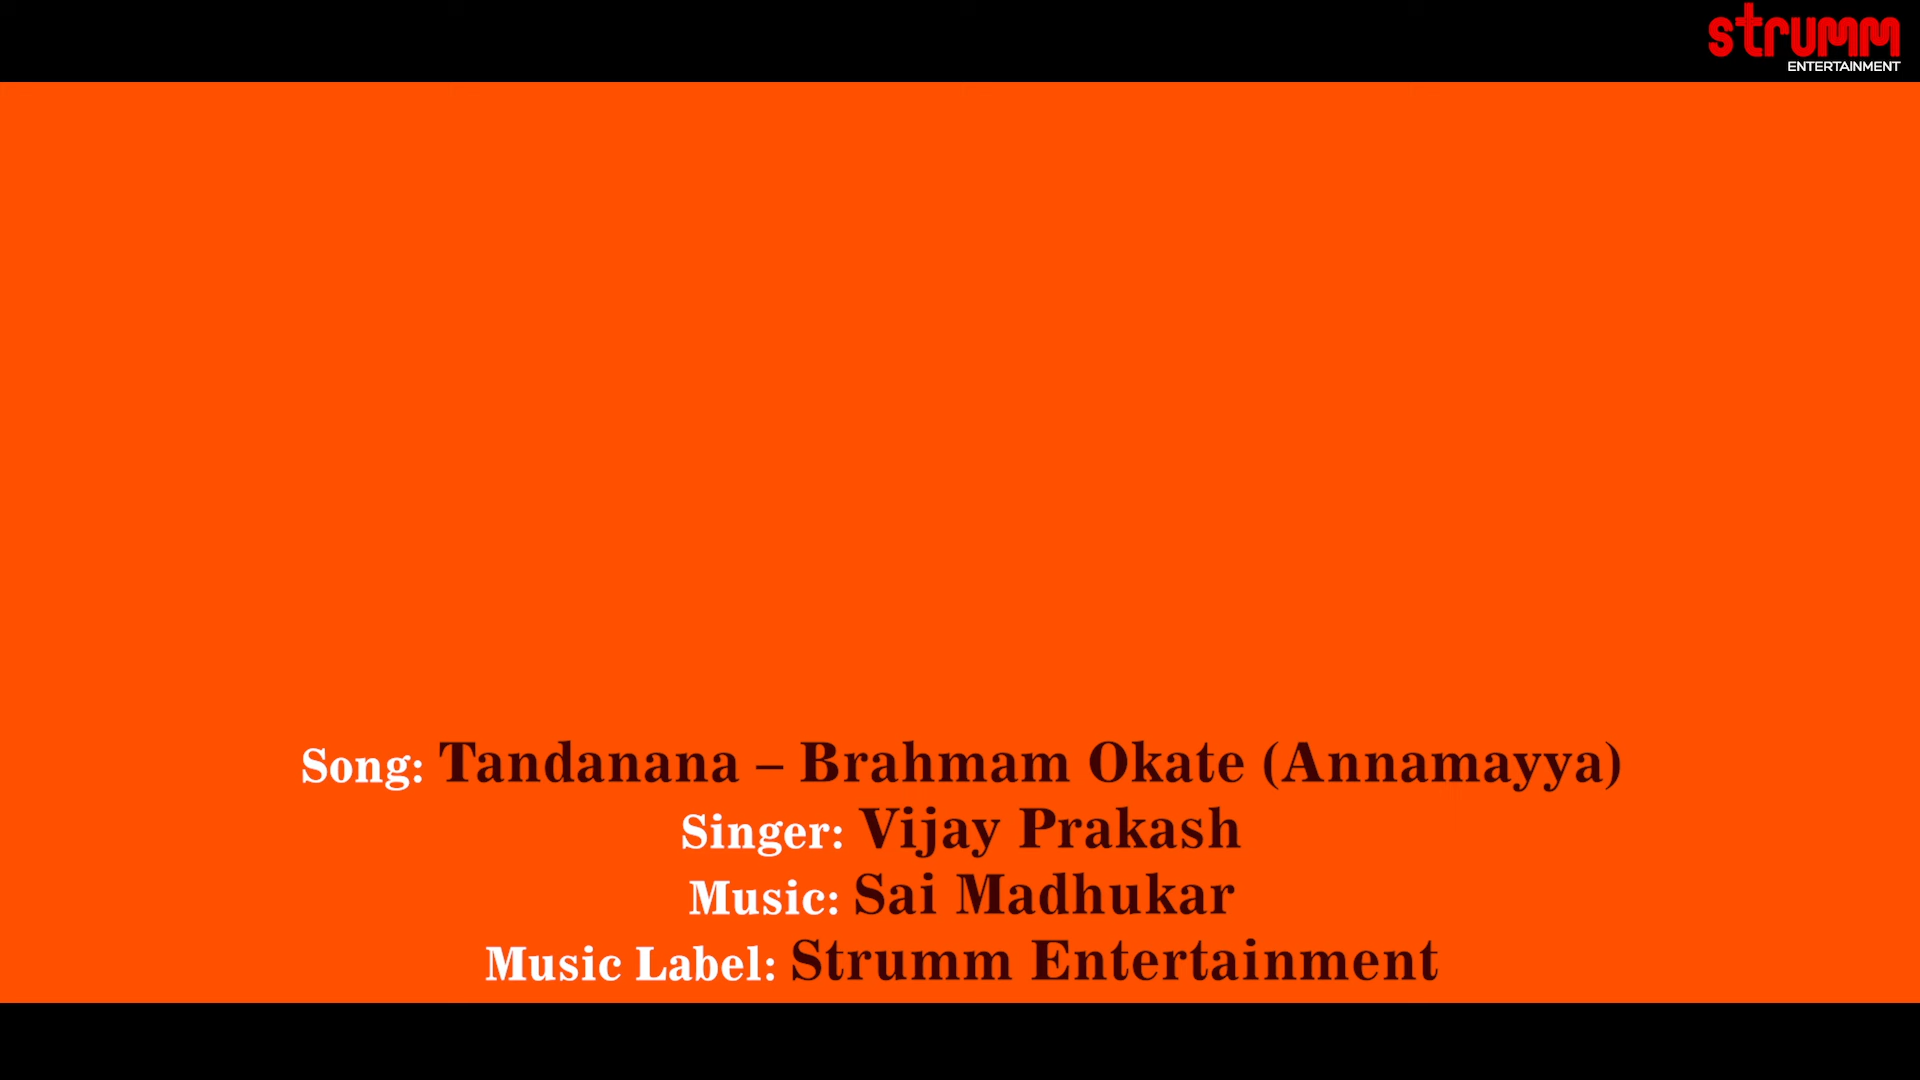 strumm
ENTERTAINMENT
Song: Tandanana – Brahmam Okate (Annamayya)
Singer: Vijay Prakash
Music: Sai Madhukar
Music Label: Strumm Entertainment